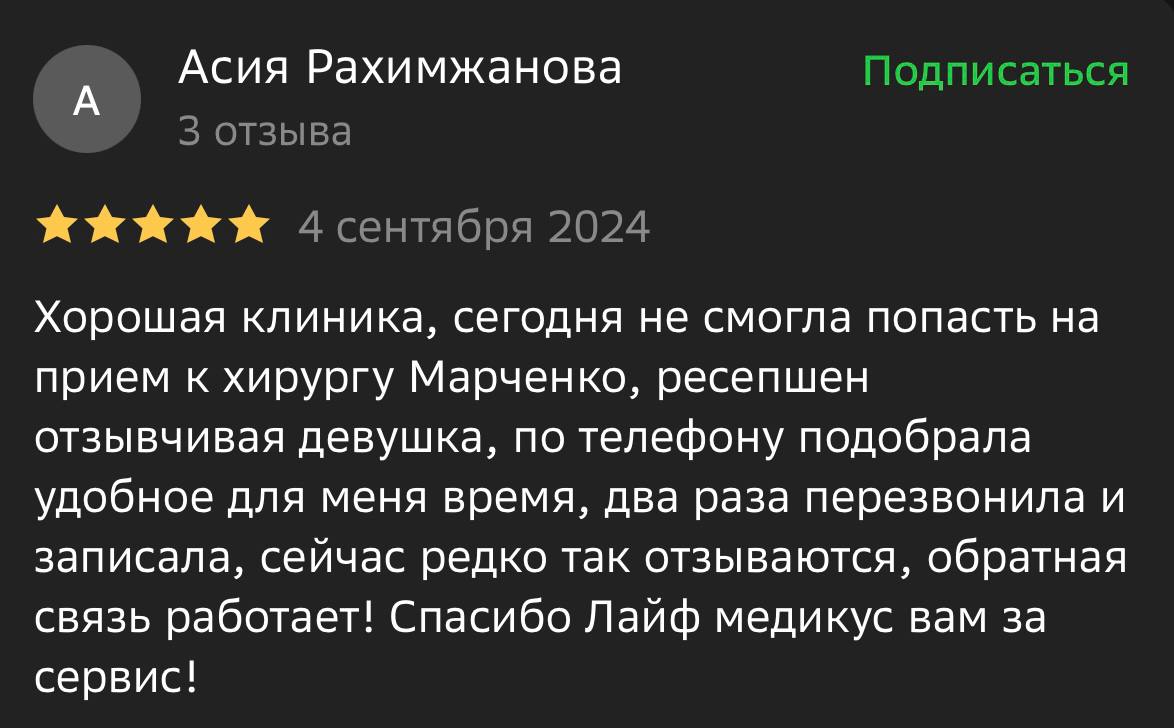 А
Асия Рахимжанова
Подписаться
3 отзыва
4 сентября 2024
Хорошая клиника, сегодня не смогла попасть на
прием к хирургу Марченко, ресепшен
отзывчивая девушка, по телефону подобрала
удобное для меня время, два раза перезвонила и
записала, сейчас редко так отзываются, обратная
связь работает! Спасибо Лайф медикус вам за
сервис!